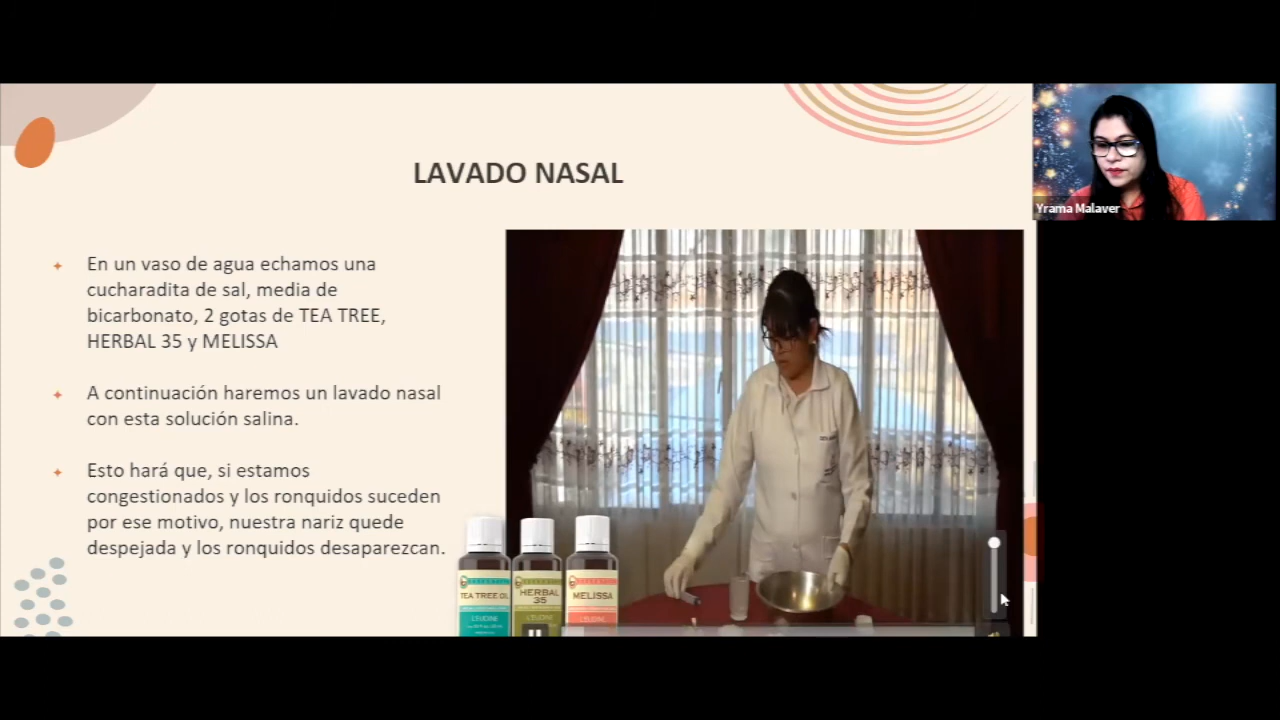 LAVADO NASAL
Yrama Malaver
En un vaso de agua echamos una
cucharadita de sal, media de
bicarbonato, 2 gotas de TEA TREE,
HERBAL 35 y MELISSA
A continuación haremos un lavado nasal
con esta solución salina.
Esto hará que, si estamos
congestionados y los ronquidos suceden
por ese motivo, nuestra nariz quede
despejada y los ronquidos desaparezcan.
TEA TREE OIL
HERBAL
35
MELISSA